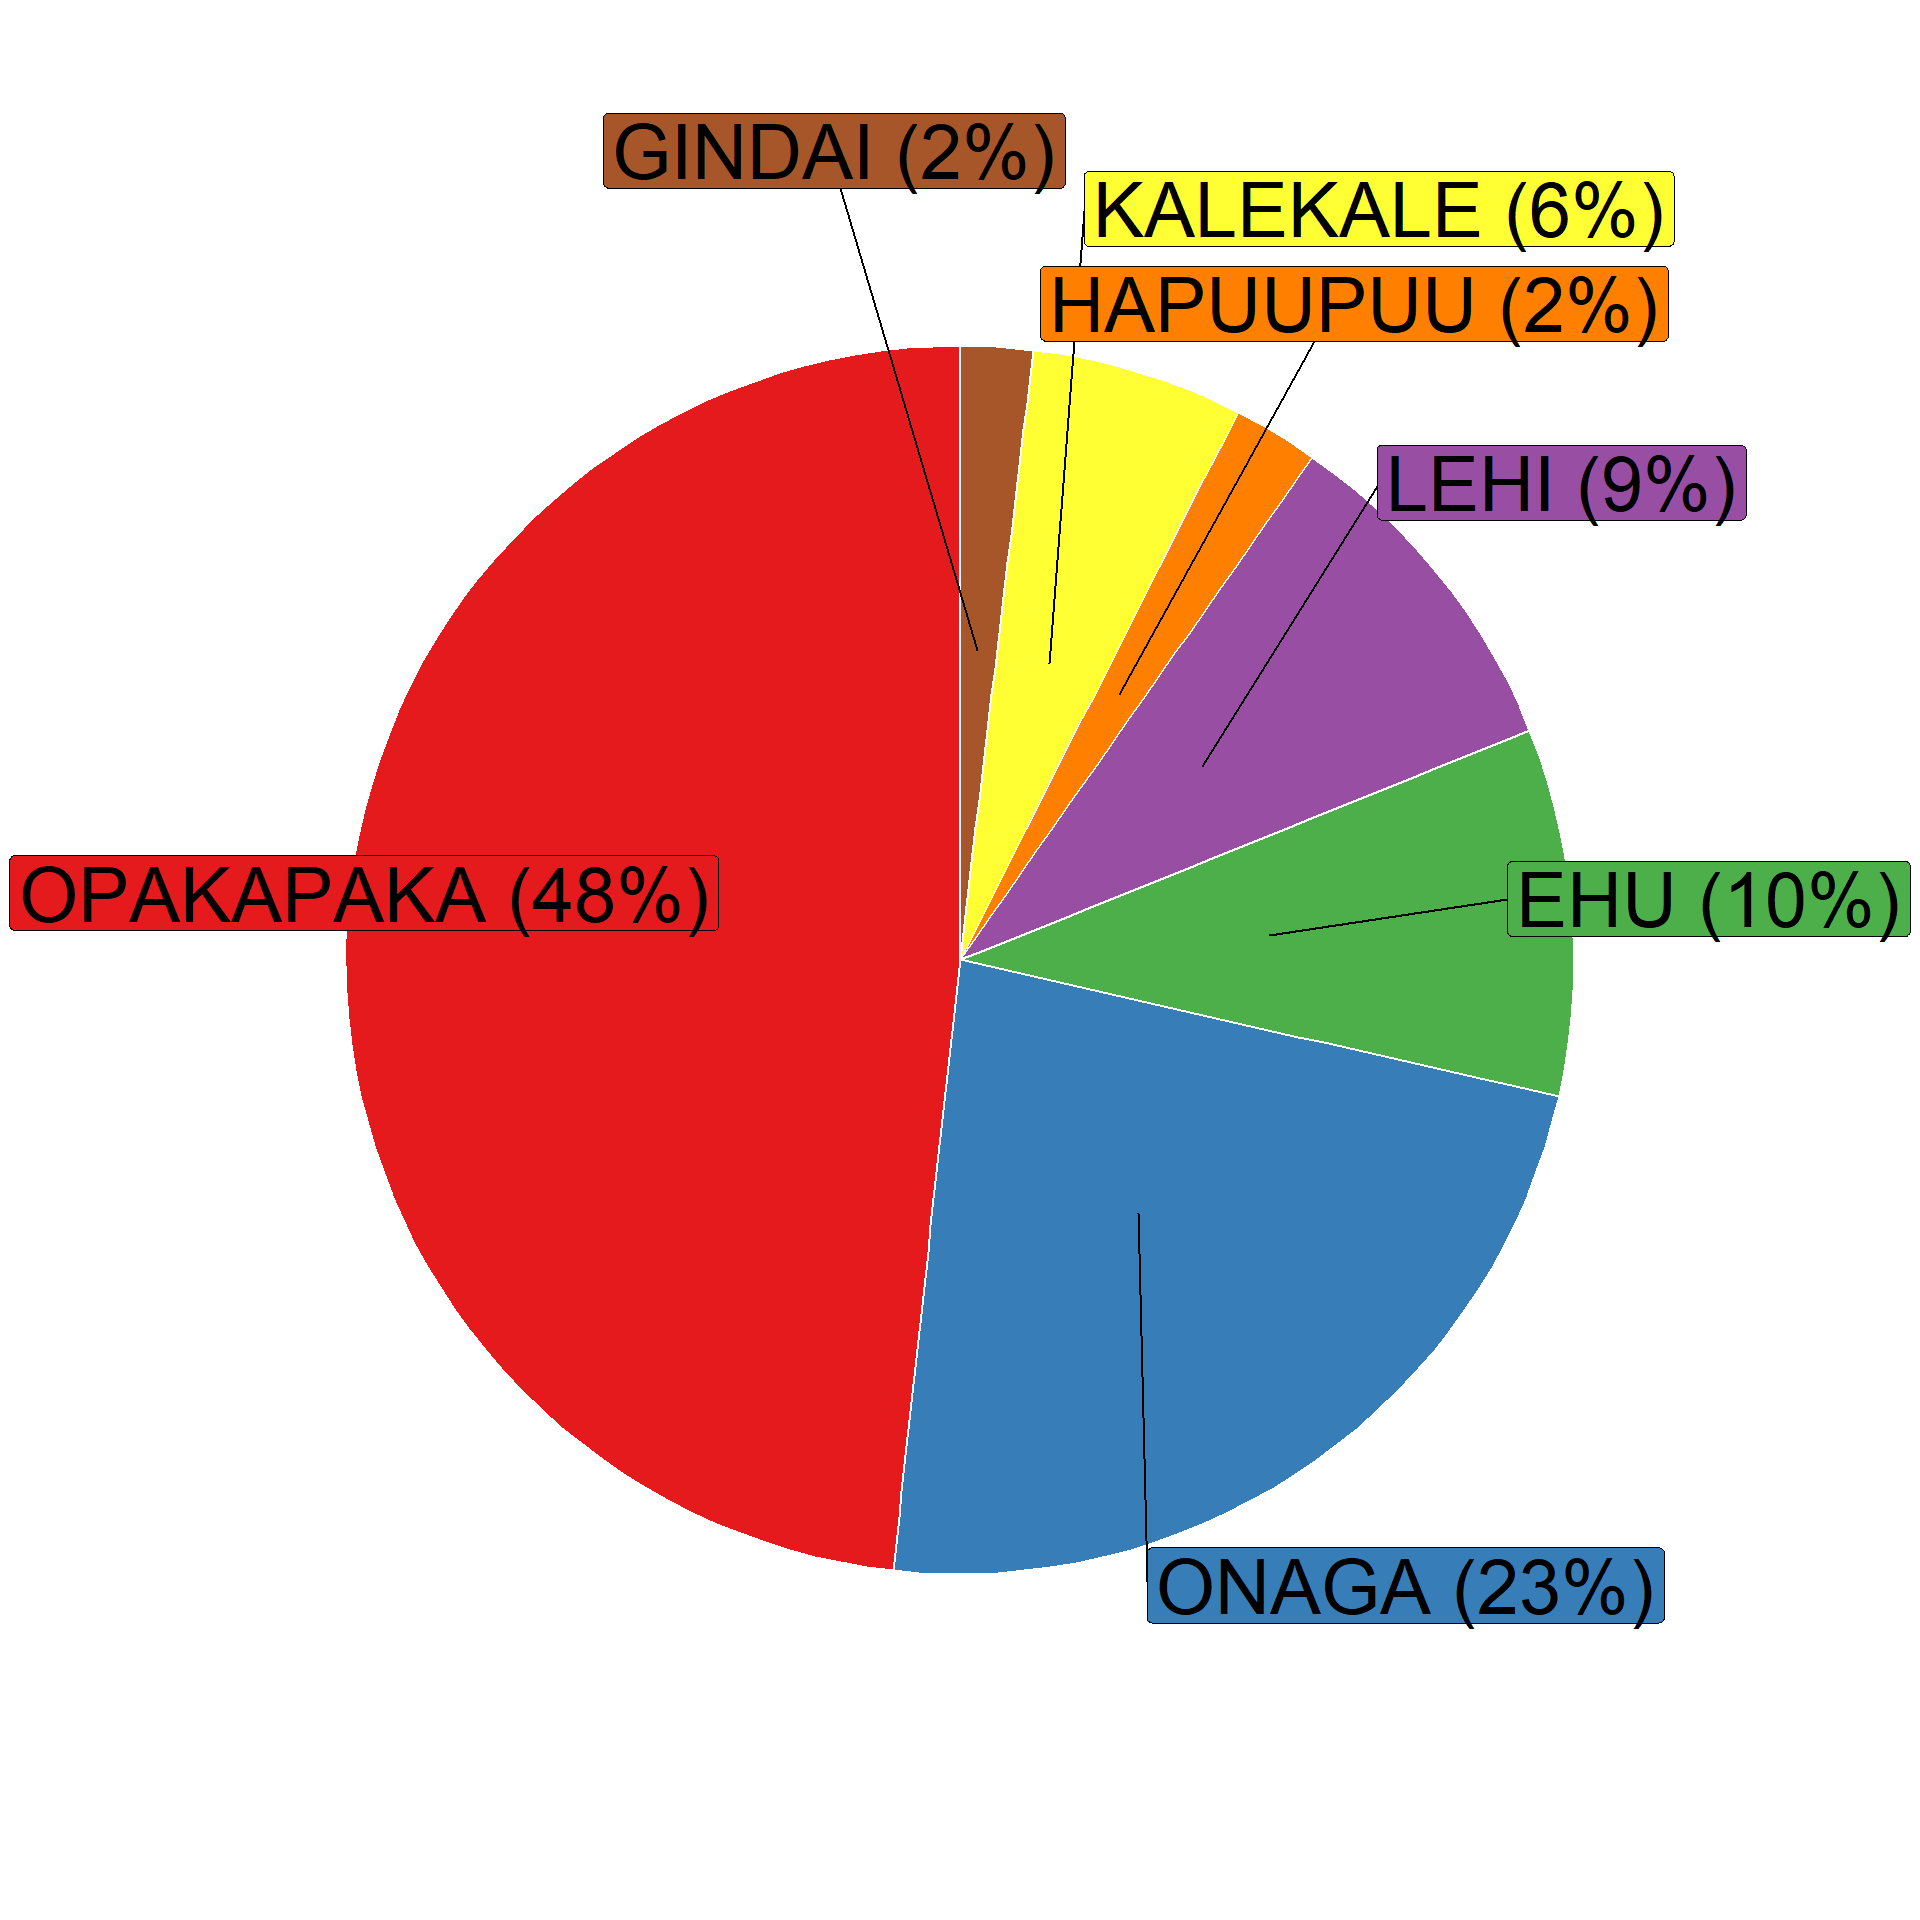 GINDAI (2%)
KALEKALE (6%)
HAPUUPUU (2%)
LEHI (9%)
OPAKAPAKA (48%)
EHU (10%)
ONAGA (23%)